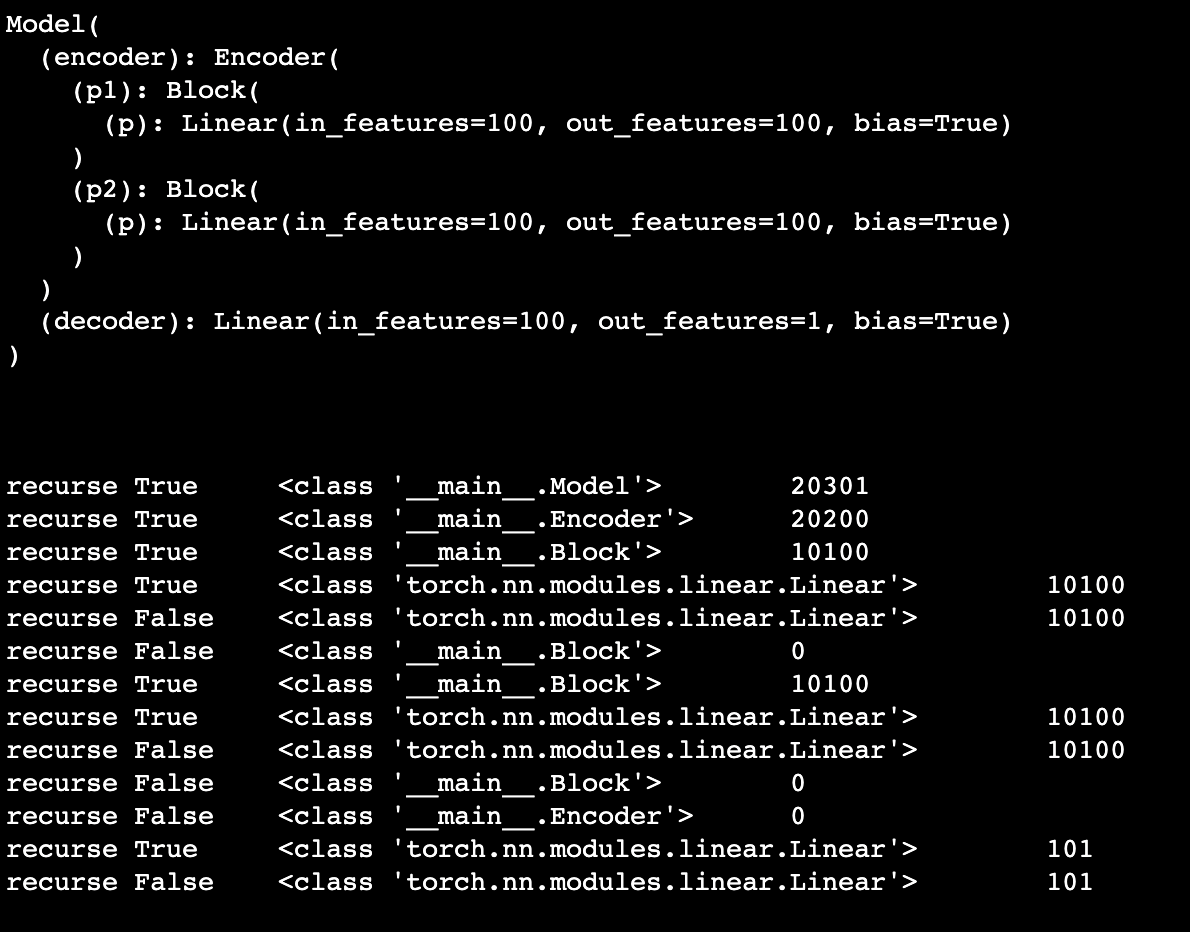 Model(
  (encoder): Encoder(
    (p1): Block(
      (p): Linear(in_features=100, out_features=100, bias=True)
    )
    (p2): Block(
      (p): Linear(in_features=100, out_features=100, bias=True)
    )
  )
  (decoder): Linear(in_features=100, out_features=1, bias=True)
)
recurse True     <class '__main__.Model'>        20301
recurse True     <class '__main__.Encoder'>      20200
recurse True     <class '__main__.Block'>        10100
recurse True     <class 'torch.nn.modules.linear.Linear'>        10100
recurse False    <class 'torch.nn.modules.linear.Linear'>        10100
recurse False    <class '__main__.Block'>        0
recurse True     <class '__main__.Block'>        10100
recurse True     <class 'torch.nn.modules.linear.Linear'>        10100
recurse False    <class 'torch.nn.modules.linear.Linear'>        10100
recurse False    <class '__main__.Block'>        0
recurse False    <class '__main__.Encoder'>      0
recurse True     <class 'torch.nn.modules.linear.Linear'>        101
recurse False    <class 'torch.nn.modules.linear.Linear'>        101